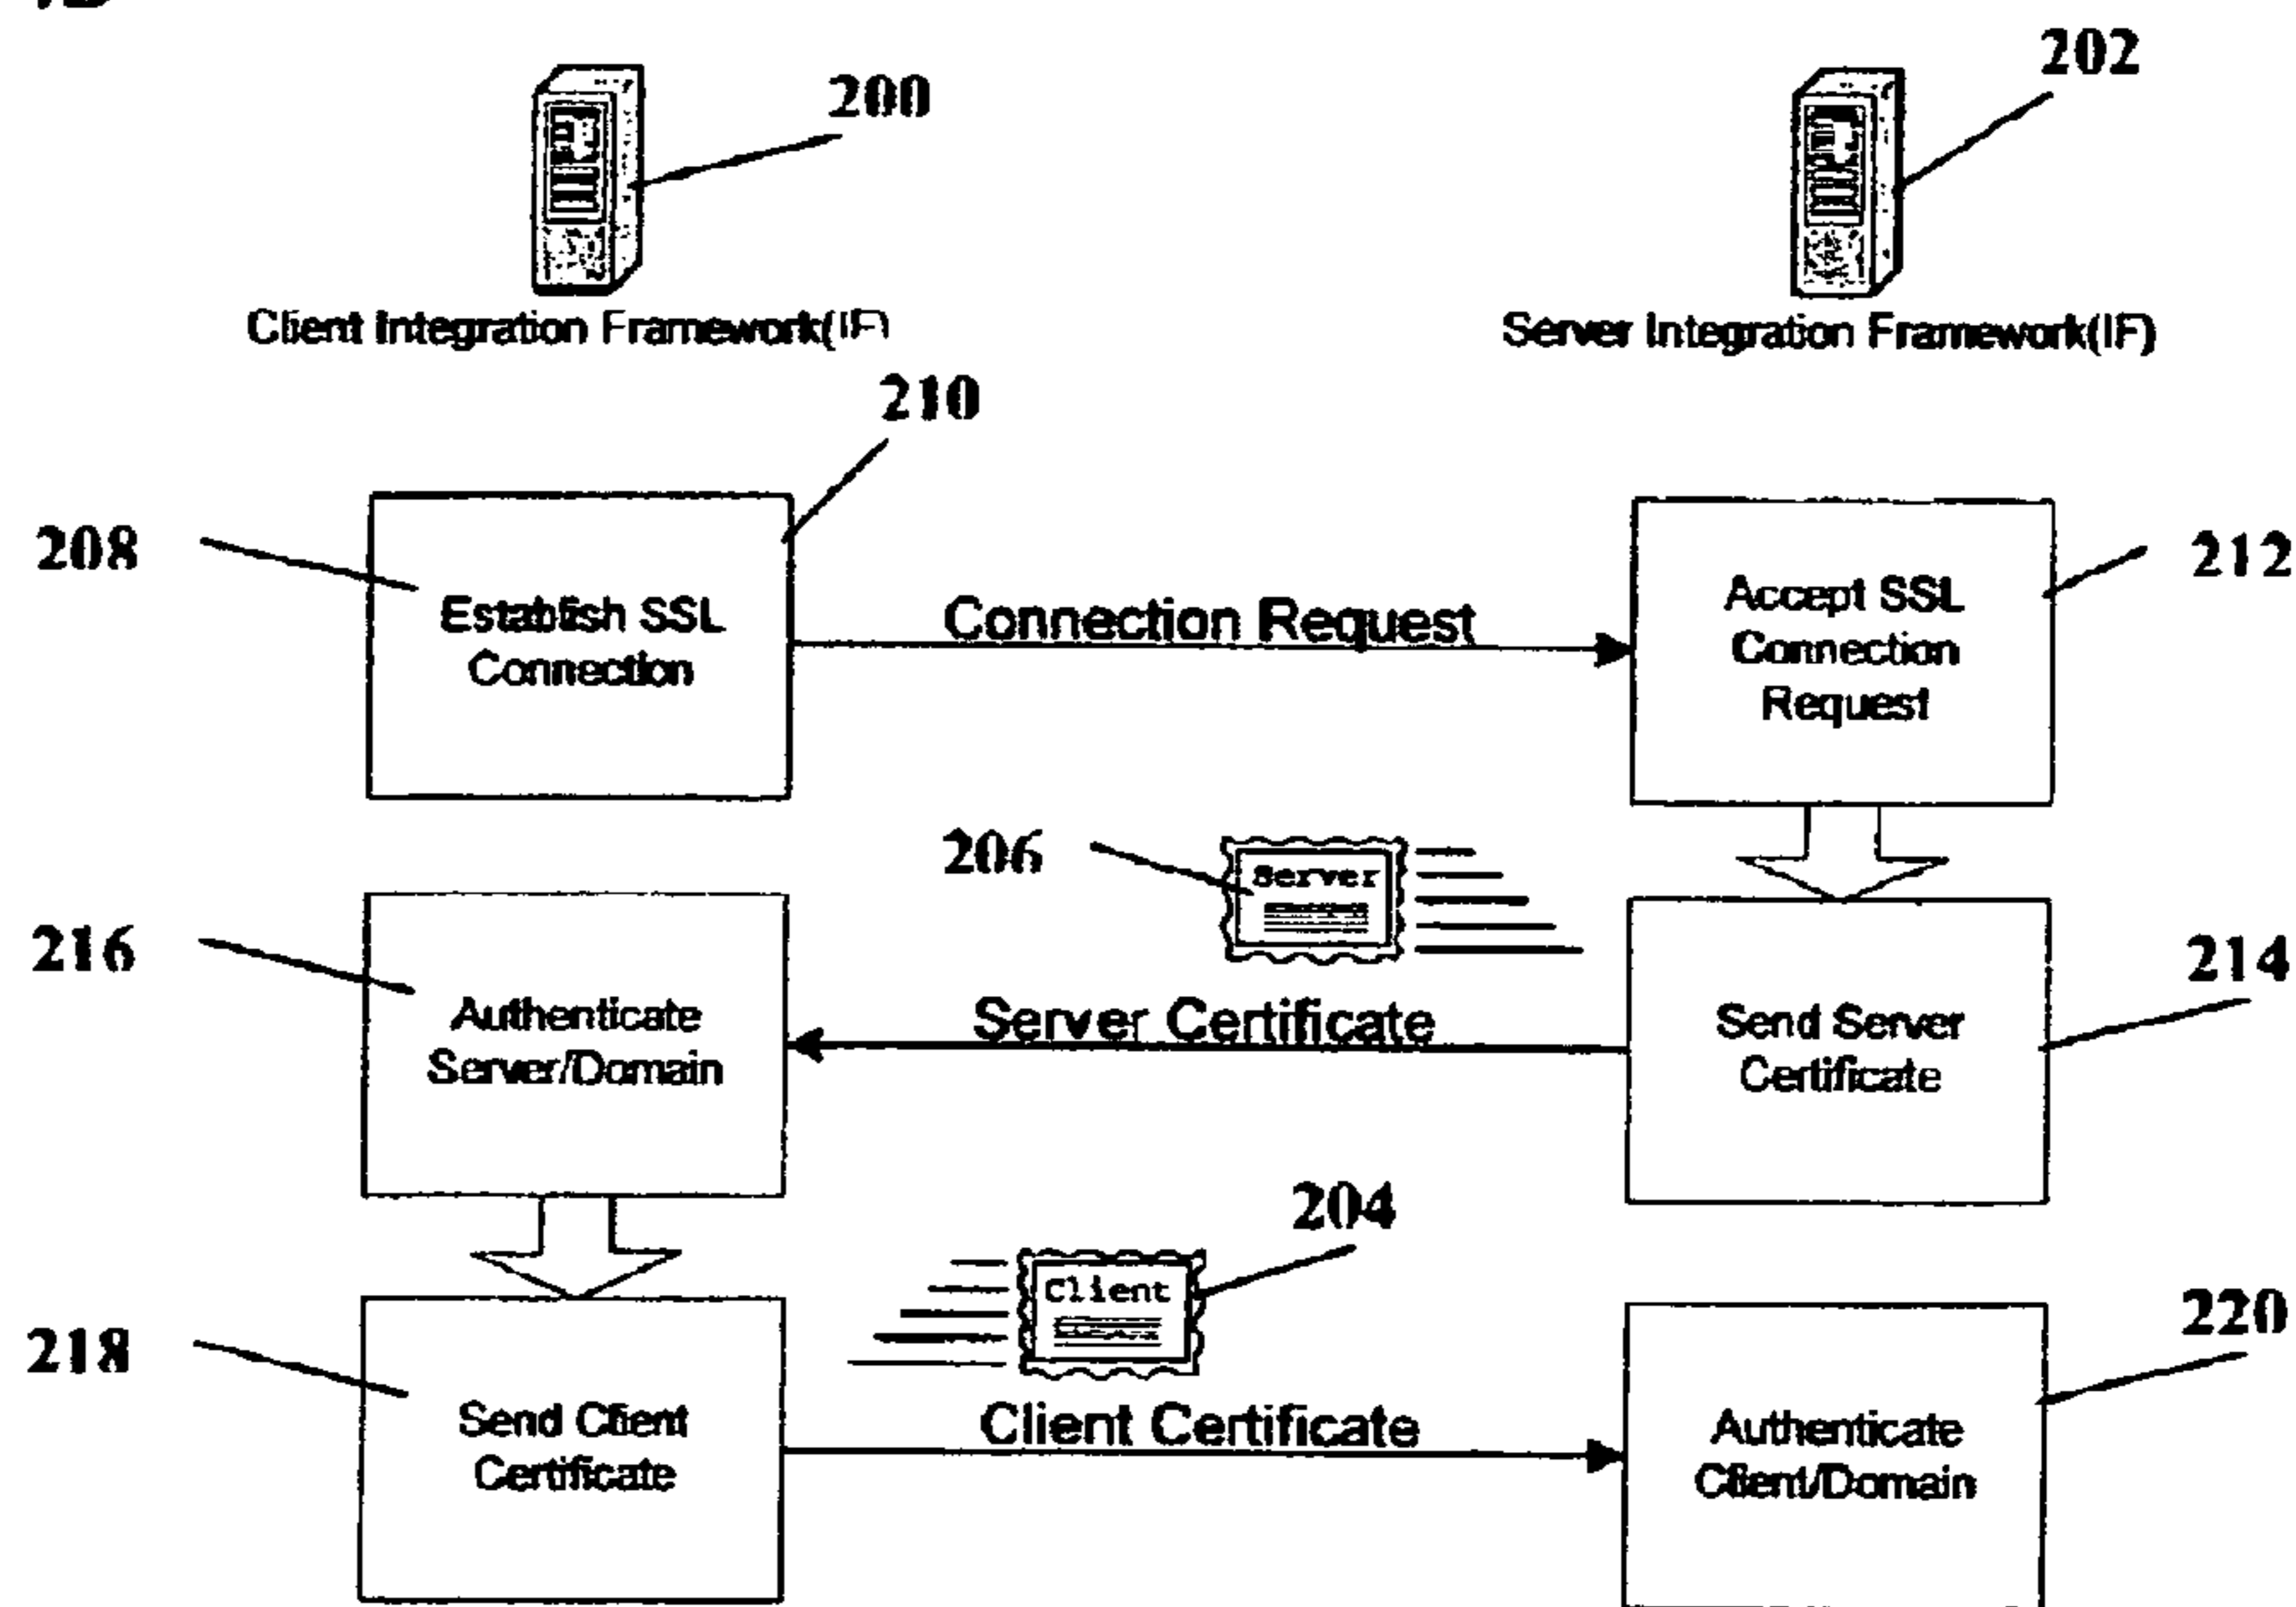 202
200
Client Integration Framework(IF)
Server Integration Framework(IF)
210
208
212
Establish SSL
Connection
Connection Request
Accept SSL
Connection
Request
206
Server
216
214
Authenticate
Server/Domain
Server Certificate
Send Server
Certificate
204
Client
218
220
Send Client
Certificate
Client Certificate
Authenticate
Client/Domain